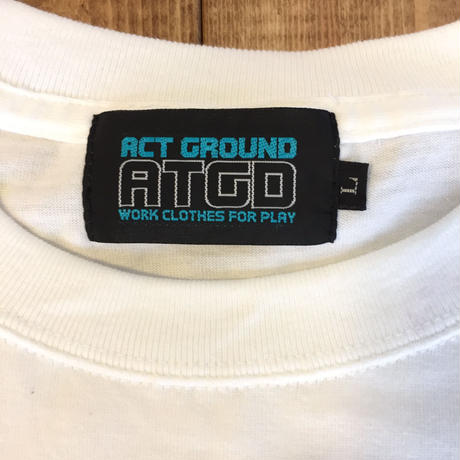 ACT GROUND
ATGD
WORK CLOTHES FOR PLAY
L